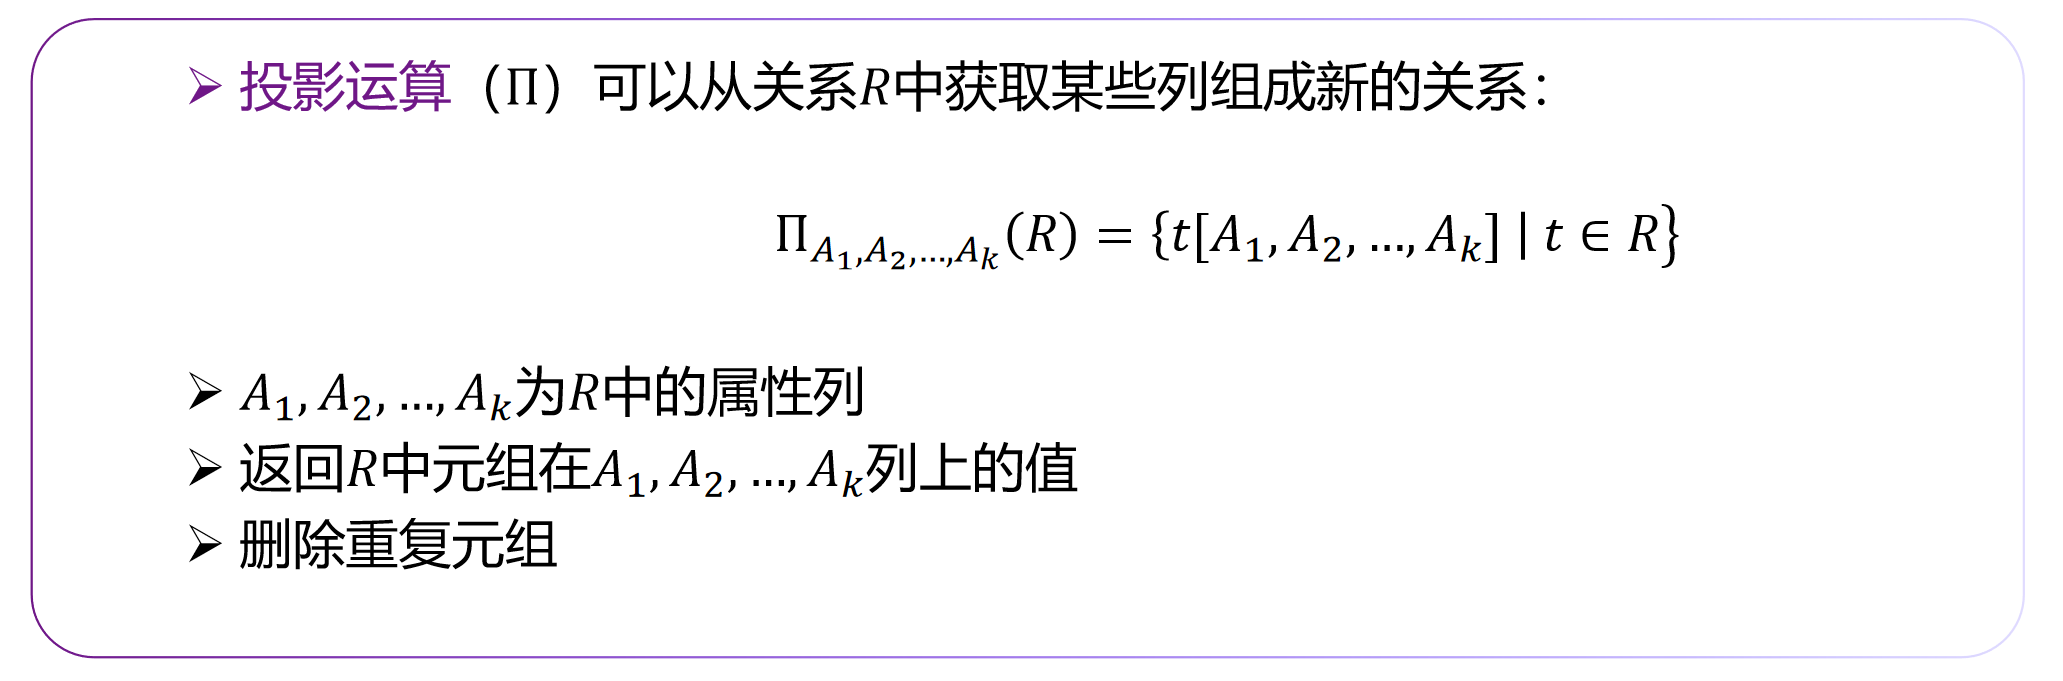 ➢ 投影运算（Π）可以从关系R中获取某些列组成新的关系：
Π_{A_1,A_2,…,A_k}(R) = {t[A_1, A_2, …, A_k] | t ∈ R}
➢ A_1, A_2, …, A_k为R中的属性列
➢ 返回R中元组在A_1, A_2, …, A_k列上的值
➢ 删除重复元组